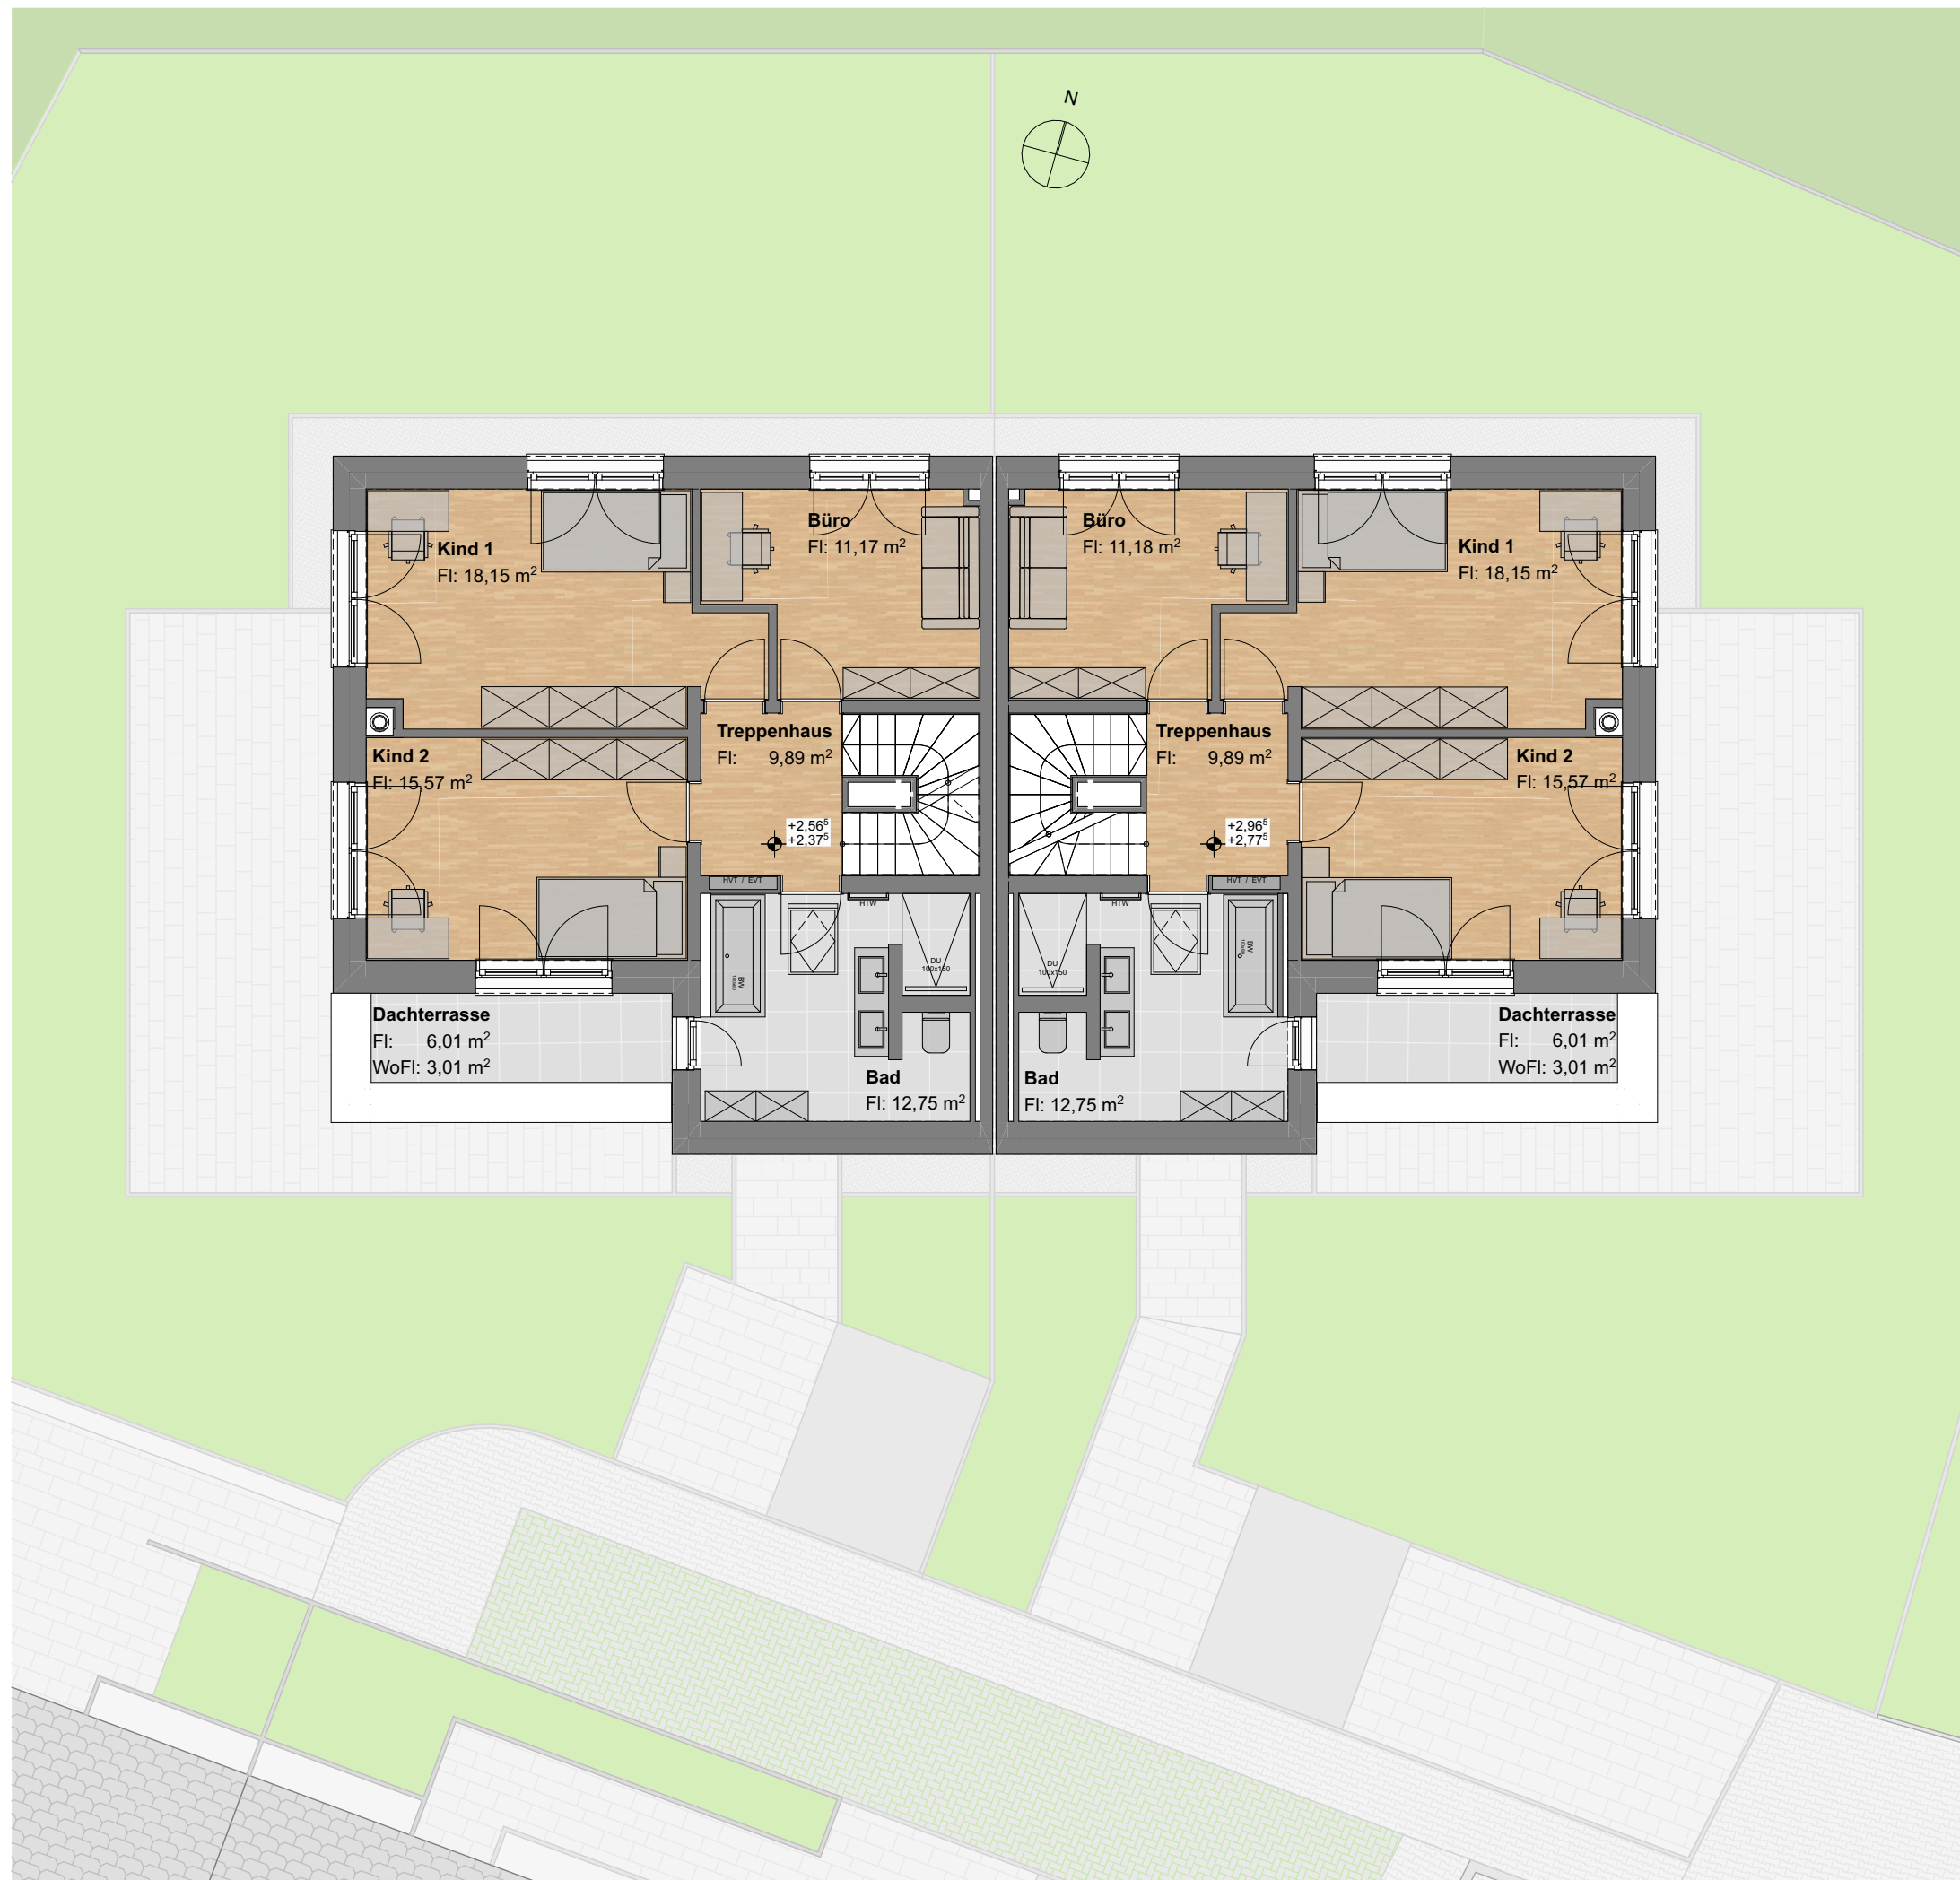 N
Büro
Fl: 11,17 m²
Büro
Fl: 11,18 m²
Kind 1
Fl: 18,15 m²
Kind 1
Fl: 18,15 m²
Treppenhaus
Fl: 9,89 m²
Treppenhaus
Fl: 9,89 m²
Kind 2
Fl: 15,57 m²
Kind 2
Fl: 15,57 m²
+2,56⁵
+2,37⁵
+2,96⁵
+2,77⁵
HVT / EVT
HVT / EVT
HTW
HTW
DU
100x150
DU
100x150
BW
BW
Dachterrasse
Fl: 6,01 m²
WoFl: 3,01 m²
Dachterrasse
Fl: 6,01 m²
WoFl: 3,01 m²
Bad
Fl: 12,75 m²
Bad
Fl: 12,75 m²